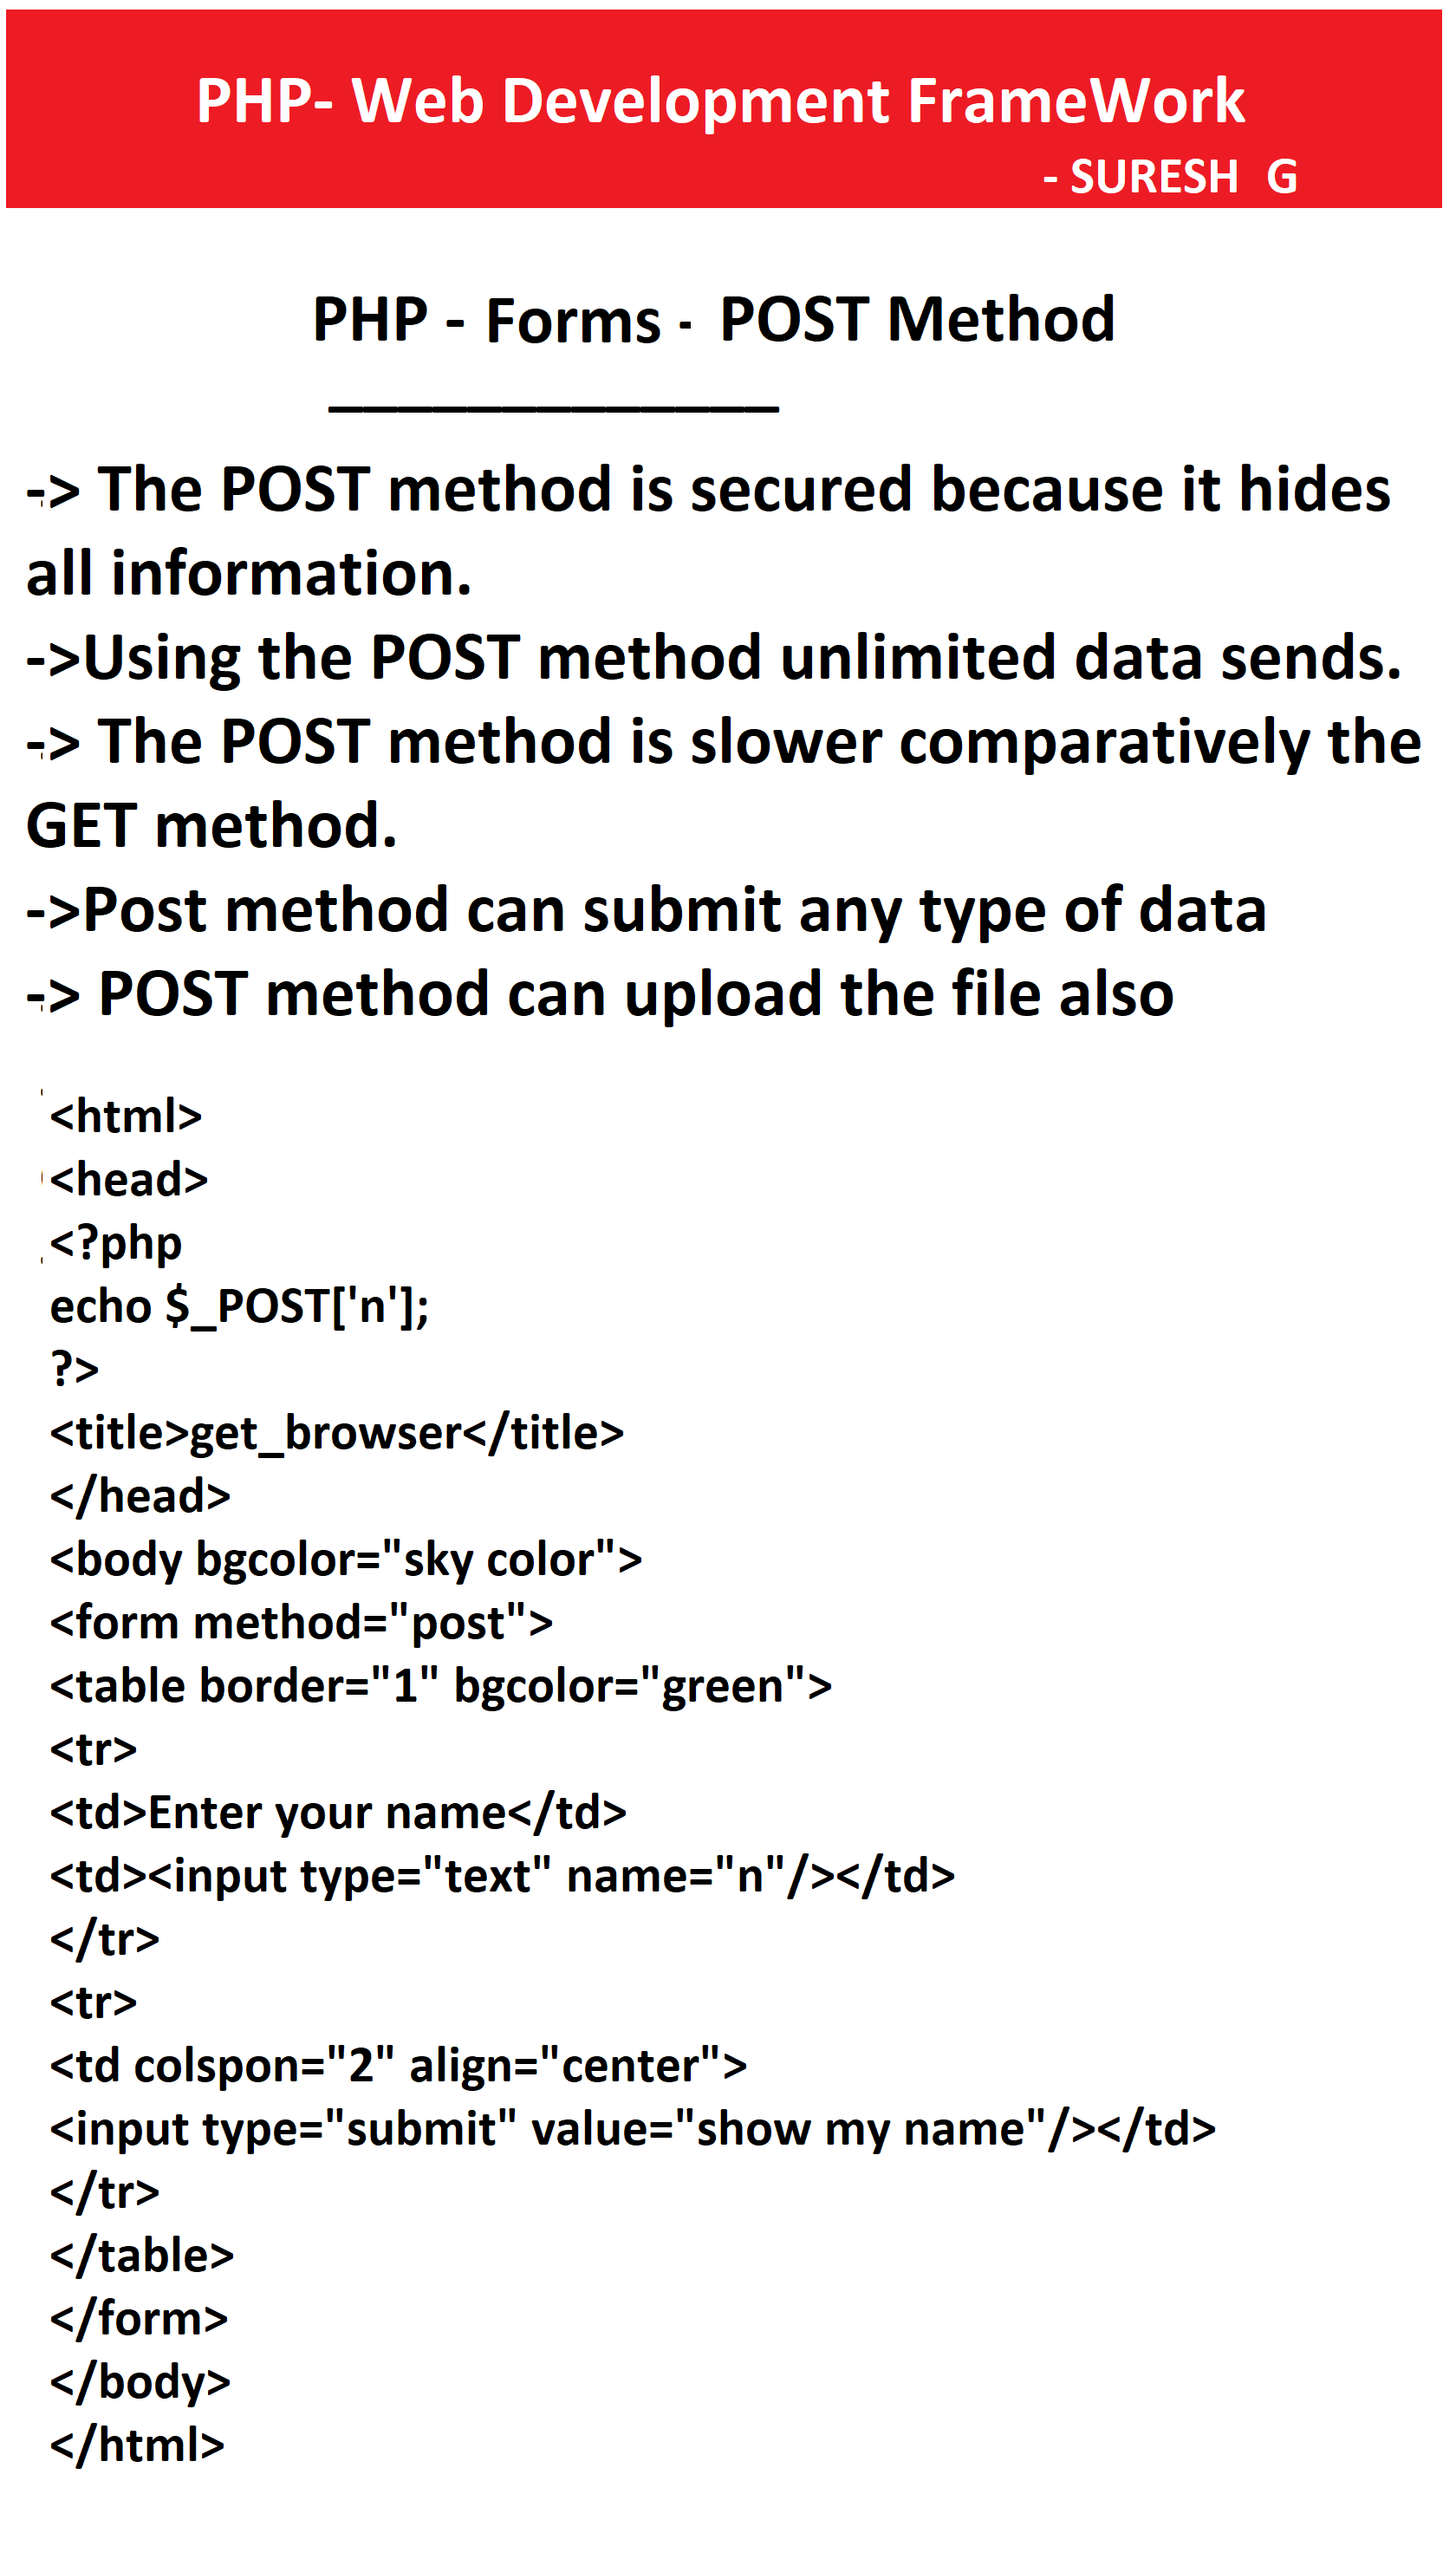 PHP- Web Development FrameWork
- SURESH  G
PHP - Forms - POST Method
_____________
-> The POST method is secured because it hides
all information.
->Using the POST method unlimited data sends.
-> The POST method is slower comparatively the
GET method.
->Post method can submit any type of data
-> POST method can upload the file also
<html>
<head>
<?php
echo $_POST['n'];
?>
<title>get_browser</title>
</head>
<body bgcolor="sky color">
<form method="post">
<table border="1" bgcolor="green">
<tr>
<td>Enter your name</td>
<td><input type="text" name="n"/></td>
</tr>
<tr>
<td colspon="2" align="center">
<input type="submit" value="show my name"/></td>
</tr>
</table>
</form>
</body>
</html>